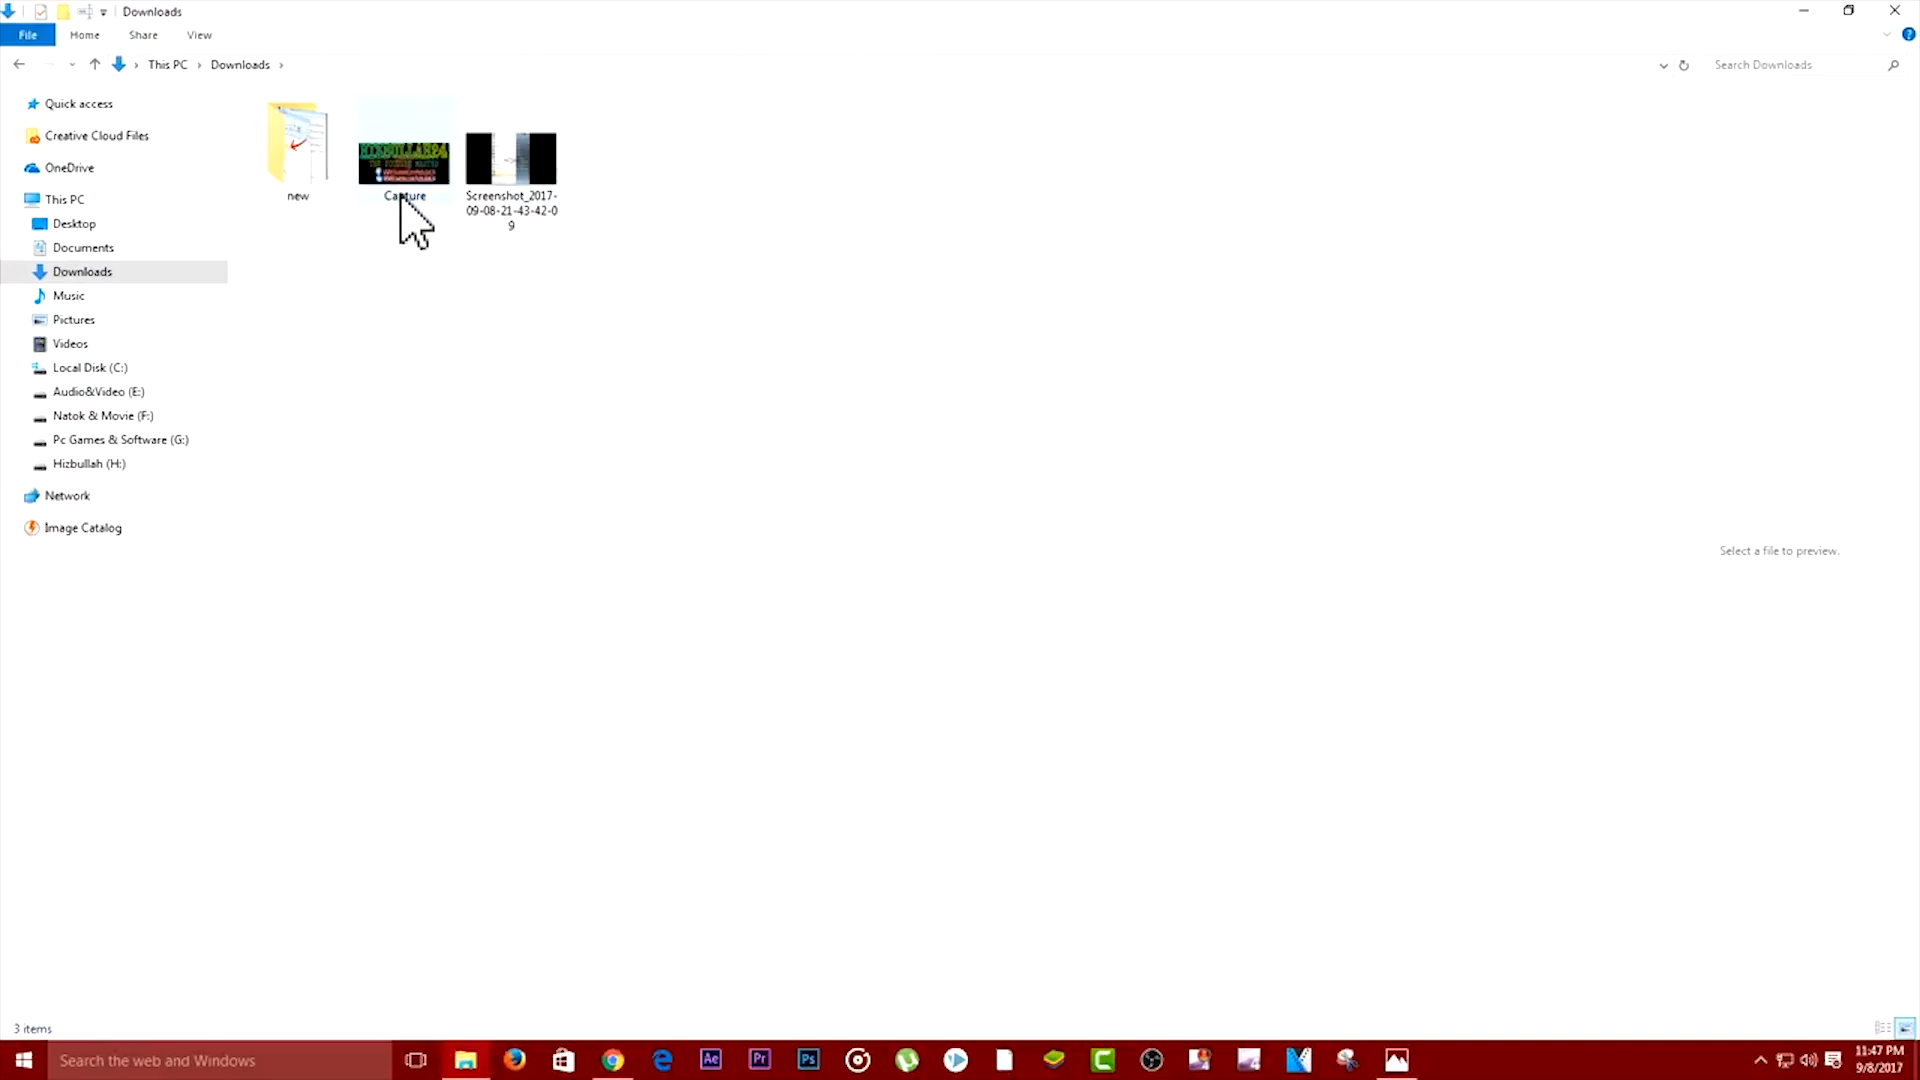 Downloads
File
Home
Share
View
This PC
Downloads
Search Downloads
Quick access
Creative Cloud Files
OneDrive
This PC
Desktop
Documents
Downloads
Music
Pictures
Videos
Local Disk (C:)
Audio&Video (E:)
Natok & Movie (F:)
Pc Games & Software (G:)
Hizbullah (H:)
Network
Image Catalog
new
Capture
Screenshot_2017-
09-08-21-43-42-0
9
Select a file to preview.
3 items
Search the web and Windows
Ae
Pr
Ps
11:47 PM
9/8/2017